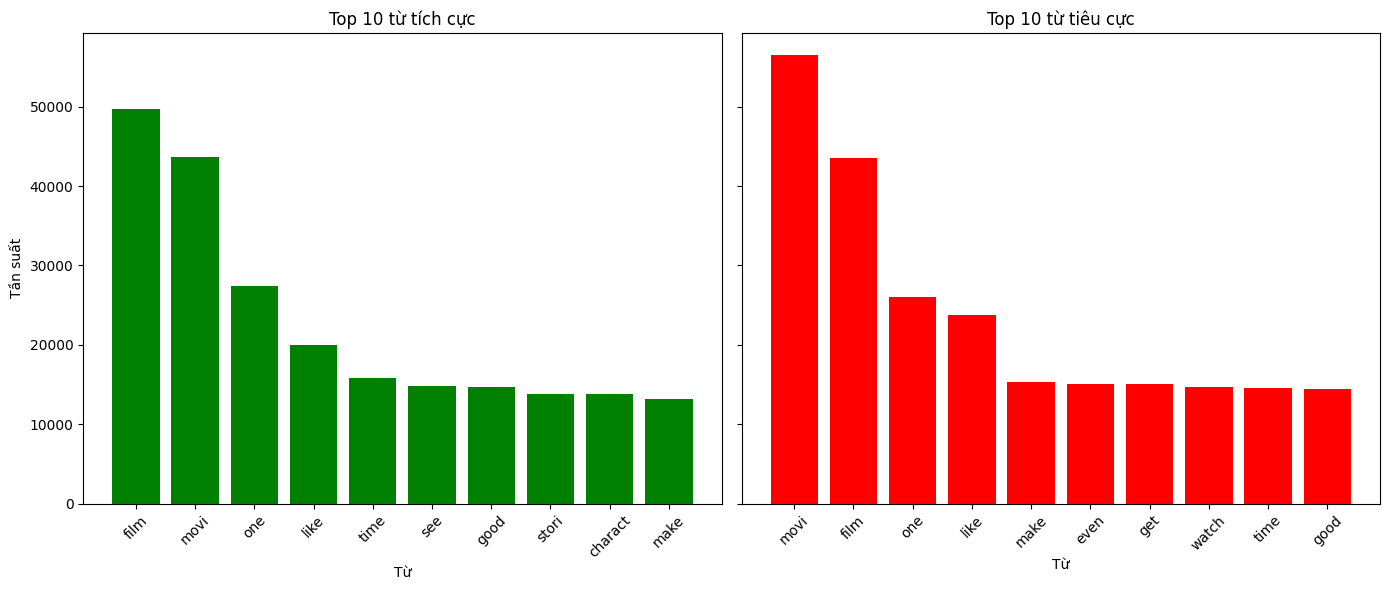 Top 10 từ tích cực
Tần suất
50000
40000
30000
20000
10000
0
film movi one like time see good stori charact make
Từ
Top 10 từ tiêu cực
movi film one like make even get watch time good
Từ